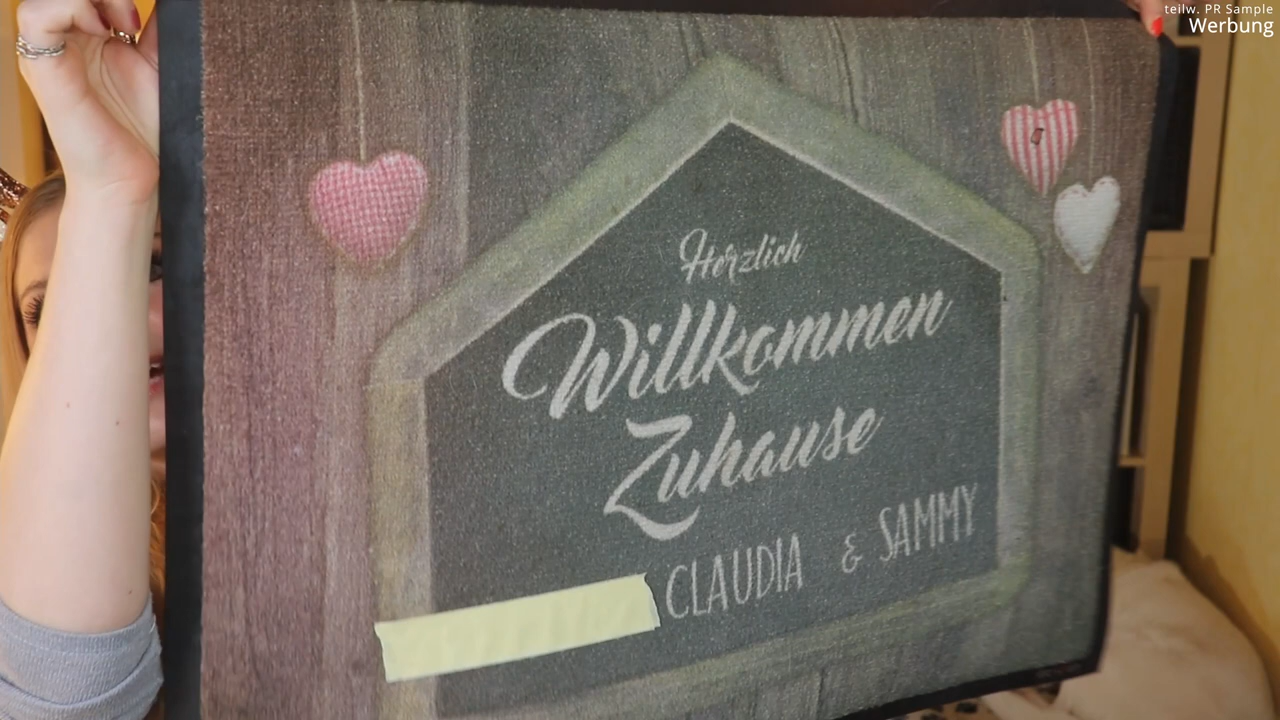 teilw. PR Sample
Werbung
Herzlich
Willkommen
Zuhause
CLAUDIA & SAMMY